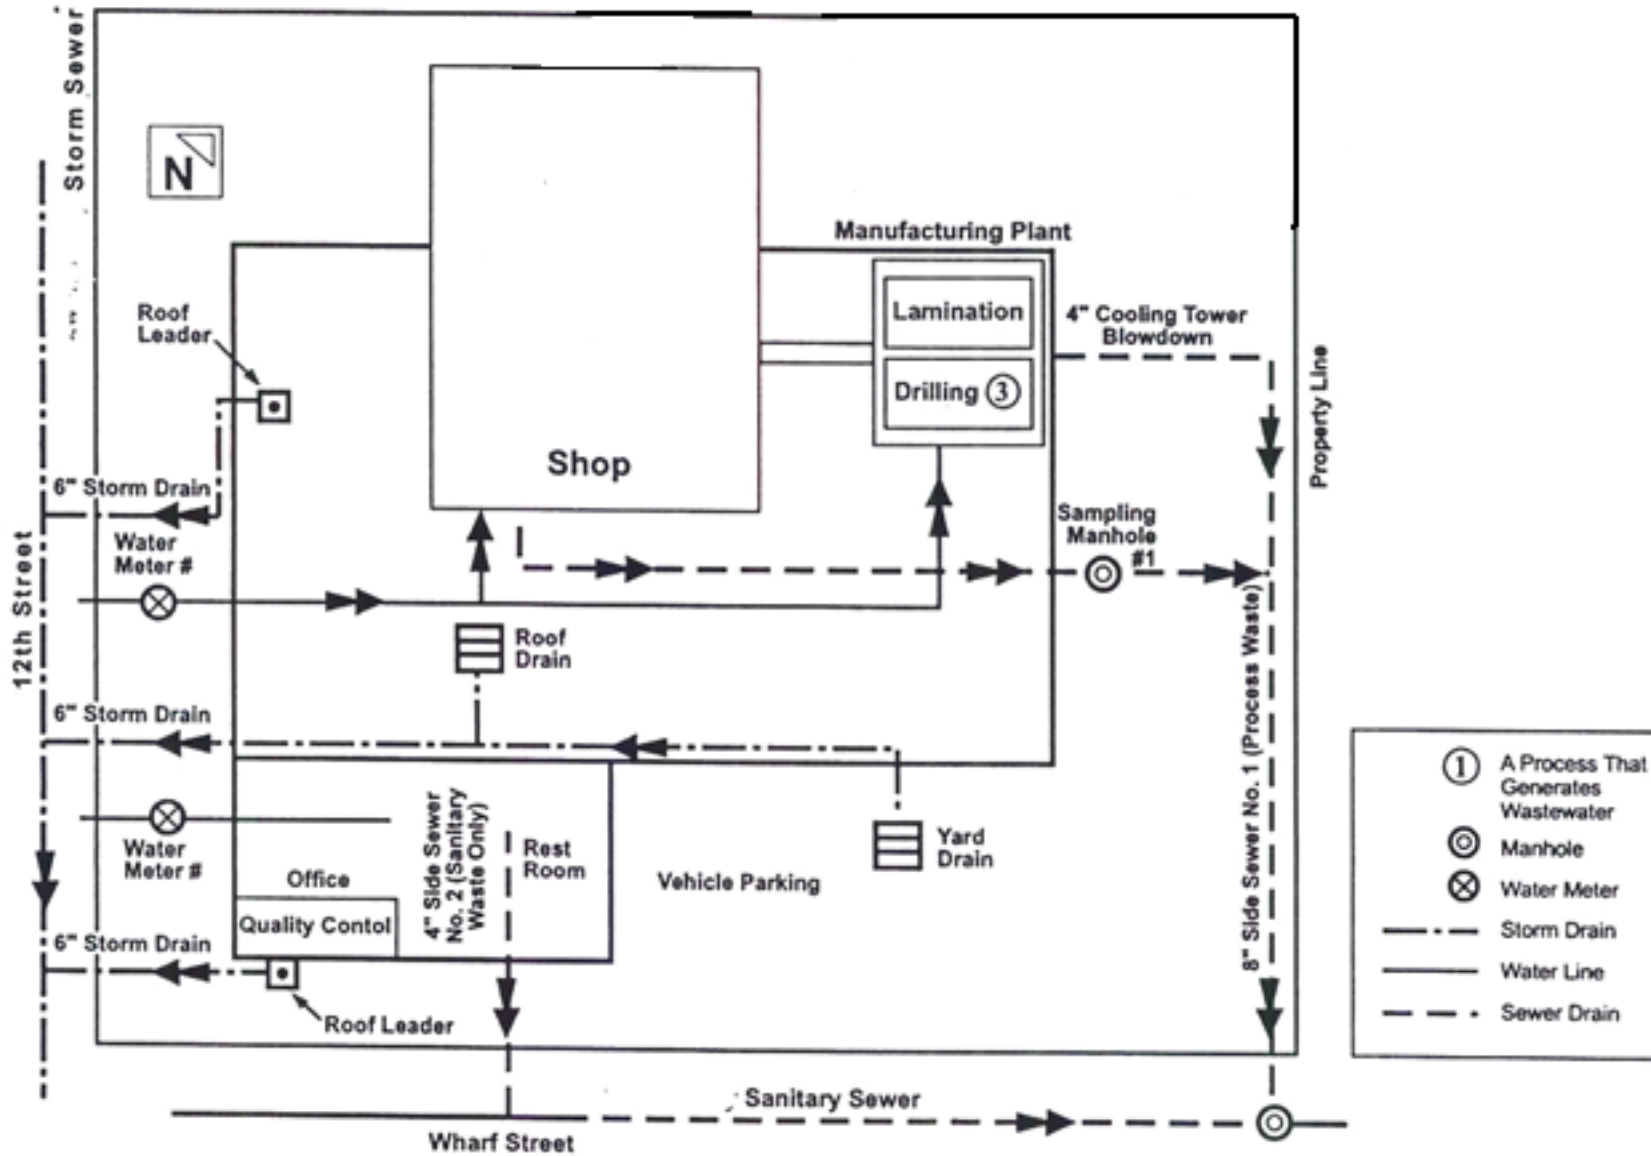 Storm Sewer
N
Manufacturing Plant
Lamination
Drilling 3
4" Cooling Tower
Blowdown
Property Line
Roof
Leader
Shop
6" Storm Drain
Sampling
Manhole
#1
Water
Meter #
12th Street
Roof
Drain
6" Storm Drain
8" Side Sewer No. 1 (Process Waste)
Water
Meter #
4" Side Sewer
No. 2 (Sanitary
Waste Only)
Rest
Room
Yard
Drain
Vehicle Parking
Office
Quality Contol
6" Storm Drain
Roof Leader
Sanitary Sewer
Wharf Street
1 A Process That
Generates
Wastewater
Manhole
Water Meter
Storm Drain
Water Line
Sewer Drain